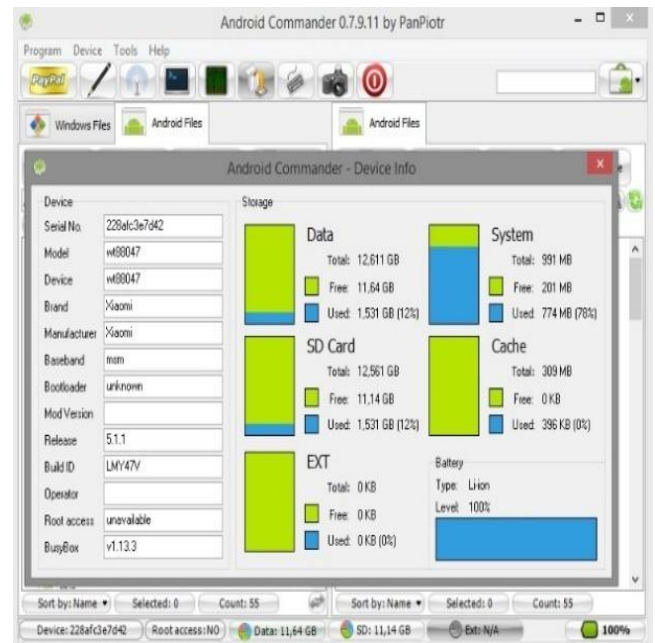 Android Commander 0.7.9.11 by PanPiotr
Program Device Tools Help
PayPal
Windows Files Android Files Android Files
Android Commander - Device Info
Device
Serial No. 228afc3e7d42
Model wt88047
Device wt88047
Brand Xiaomi
Manufacturer Xiaomi
Baseband msm
Bootloader unknown
Mod Version
Release 5.1.1
Build ID LMY47V
Operator
Root access unavailable
BusyBox v1.13.3
Storage
Data
Total: 12,611 GB
Free: 11,64 GB
Used: 1,531 GB (12%)
System
Total: 991 MB
Free: 201 MB
Used: 774 MB (78%)
SD Card
Total: 12,561 GB
Free: 11,14 GB
Used: 1,531 GB (12%)
Cache
Total: 309 MB
Free: 0 KB
Used: 396 KB (0%)
EXT
Total: 0 KB
Free: 0 KB
Used: 0 KB (0%)
Battery
Type: Li-ion
Level: 100%
Sort by: Name Selected: 0 Count: 55 Sort by: Name Selected: 0 Count: 55
Device: 228afc3e7d42 Root access: NO Data: 11,64 GB SD: 11,14 GB Ext: N/A 100%